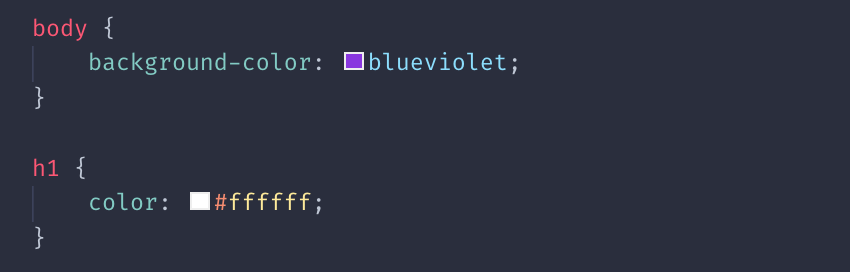 body {
    background-color: blueviolet;
}

h1 {
    color: #ffffff;
}